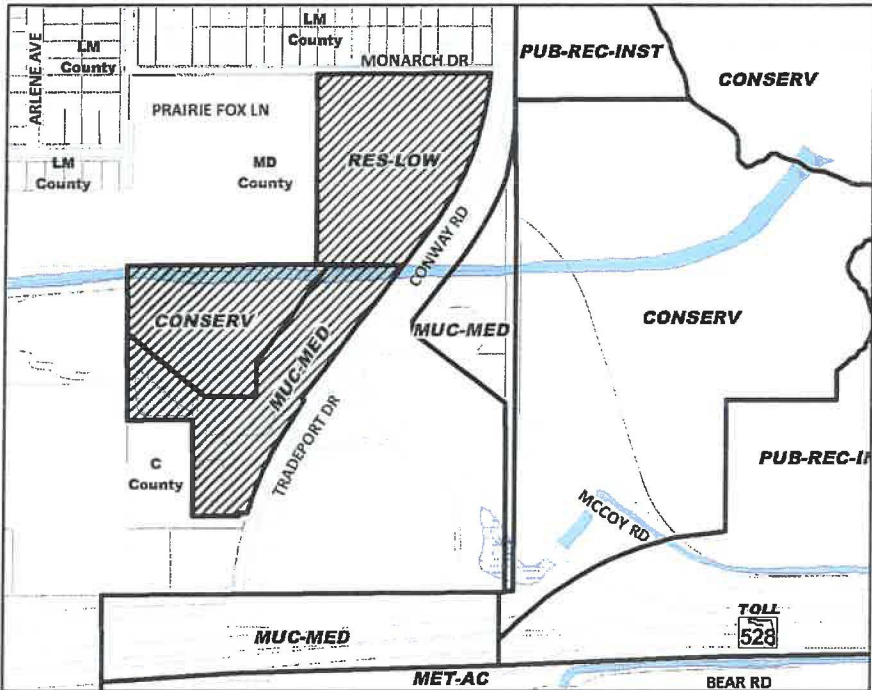 LM
County
PUB-REC-INST
CONSERV
ARLENE AVE
LM
County
MONARCH DR
PRAIRIE FOX LN
RES-LOW
LM
County
MD
County
CONWAY RD
CONSERV
MUC-MED
CONSERV
MUC-MED
TRADEPORT DR
C
County
PUB-REC-IN
MCCOY RD
TOLL
528
MUC-MED
MET-AC
BEAR RD